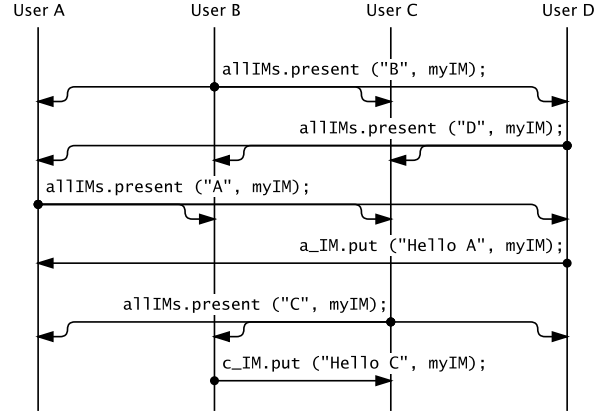 User A User B User C User D
allIMs.present ("B", myIM);
allIMs.present ("D", myIM);
allIMs.present ("A", myIM);
a_IM.put ("Hello A", myIM);
allIMs.present ("C", myIM);
c_IM.put ("Hello C", myIM);